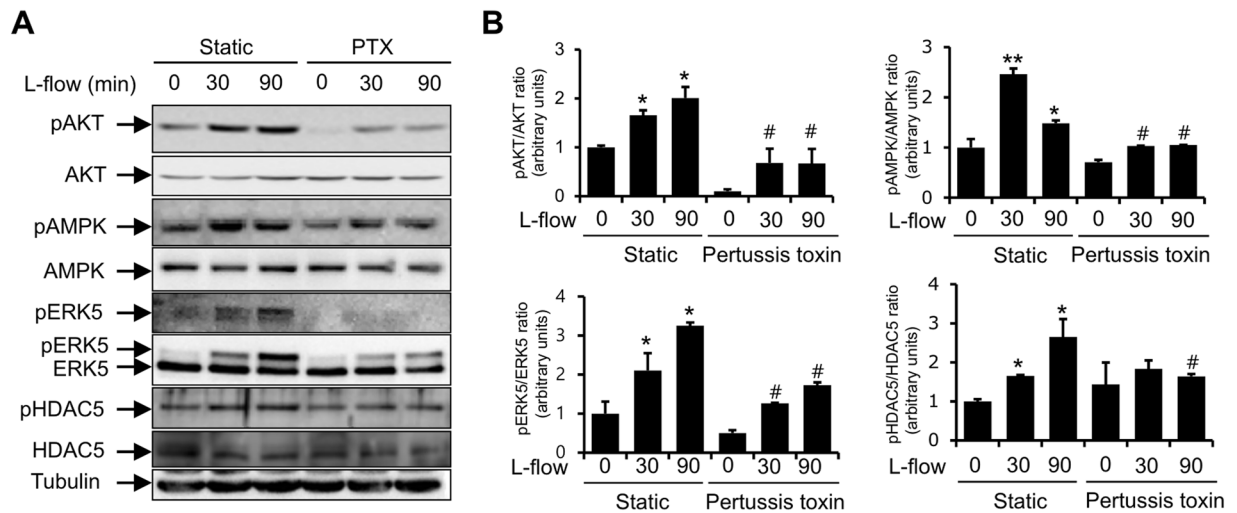 A
Static PTX
L-flow (min) 0 30 90 0 30 90
pAKT
AKT
pAMPK
AMPK
pERK5
pERK5
ERK5
pHDAC5
HDAC5
Tubulin
B
pAKT/AKT ratio
(arbitrary units)
3
2
1
0
* * # #
L-flow 0 30 90 0 30 90
Static Pertussis toxin
pAMPK/AMPK ratio
(arbitrary units)
3
2
1
0
** * # #
L-flow 0 30 90 0 30 90
Static Pertussis toxin
pERK5/ERK5 ratio
(arbitrary units)
4
3
2
1
0
* * # #
L-flow 0 30 90 0 30 90
Static Pertussis toxin
pHDAC5/HDAC5 ratio
(arbitrary units)
4
3
2
1
0
* * #
L-flow 0 30 90 0 30 90
Static Pertussis toxin